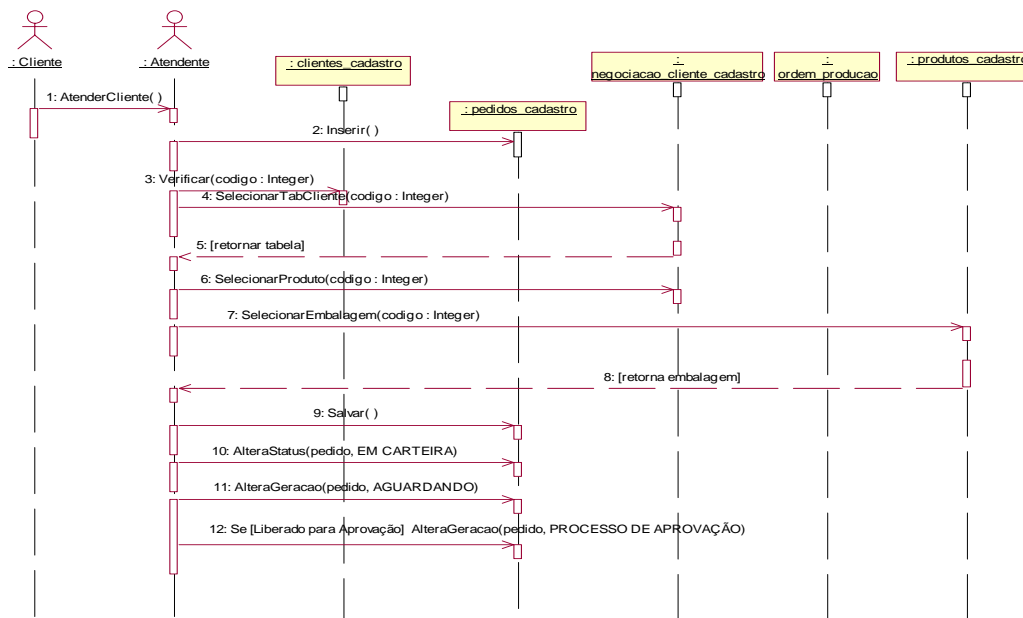 : Cliente
: Atendente
: clientes_cadastro
:
negociacao_cliente_cadastro
:
ordem_producao
: produtos_cadastro
1: AtenderCliente( )
: pedidos_cadastro
2: Inserir( )
3: Verificar(codigo : Integer)
4: SelecionarTabCliente(codigo : Integer)
5: [retornar tabela]
6: SelecionarProduto(codigo : Integer)
7: SelecionarEmbalagem(codigo : Integer)
8: [retorna embalagem]
9: Salvar( )
10: AlteraStatus(pedido, EM CARTEIRA)
11: AlteraGeracao(pedido, AGUARDANDO)
12: Se [Liberado para Aprovação] AlteraGeracao(pedido, PROCESSO DE APROVAÇÃO)